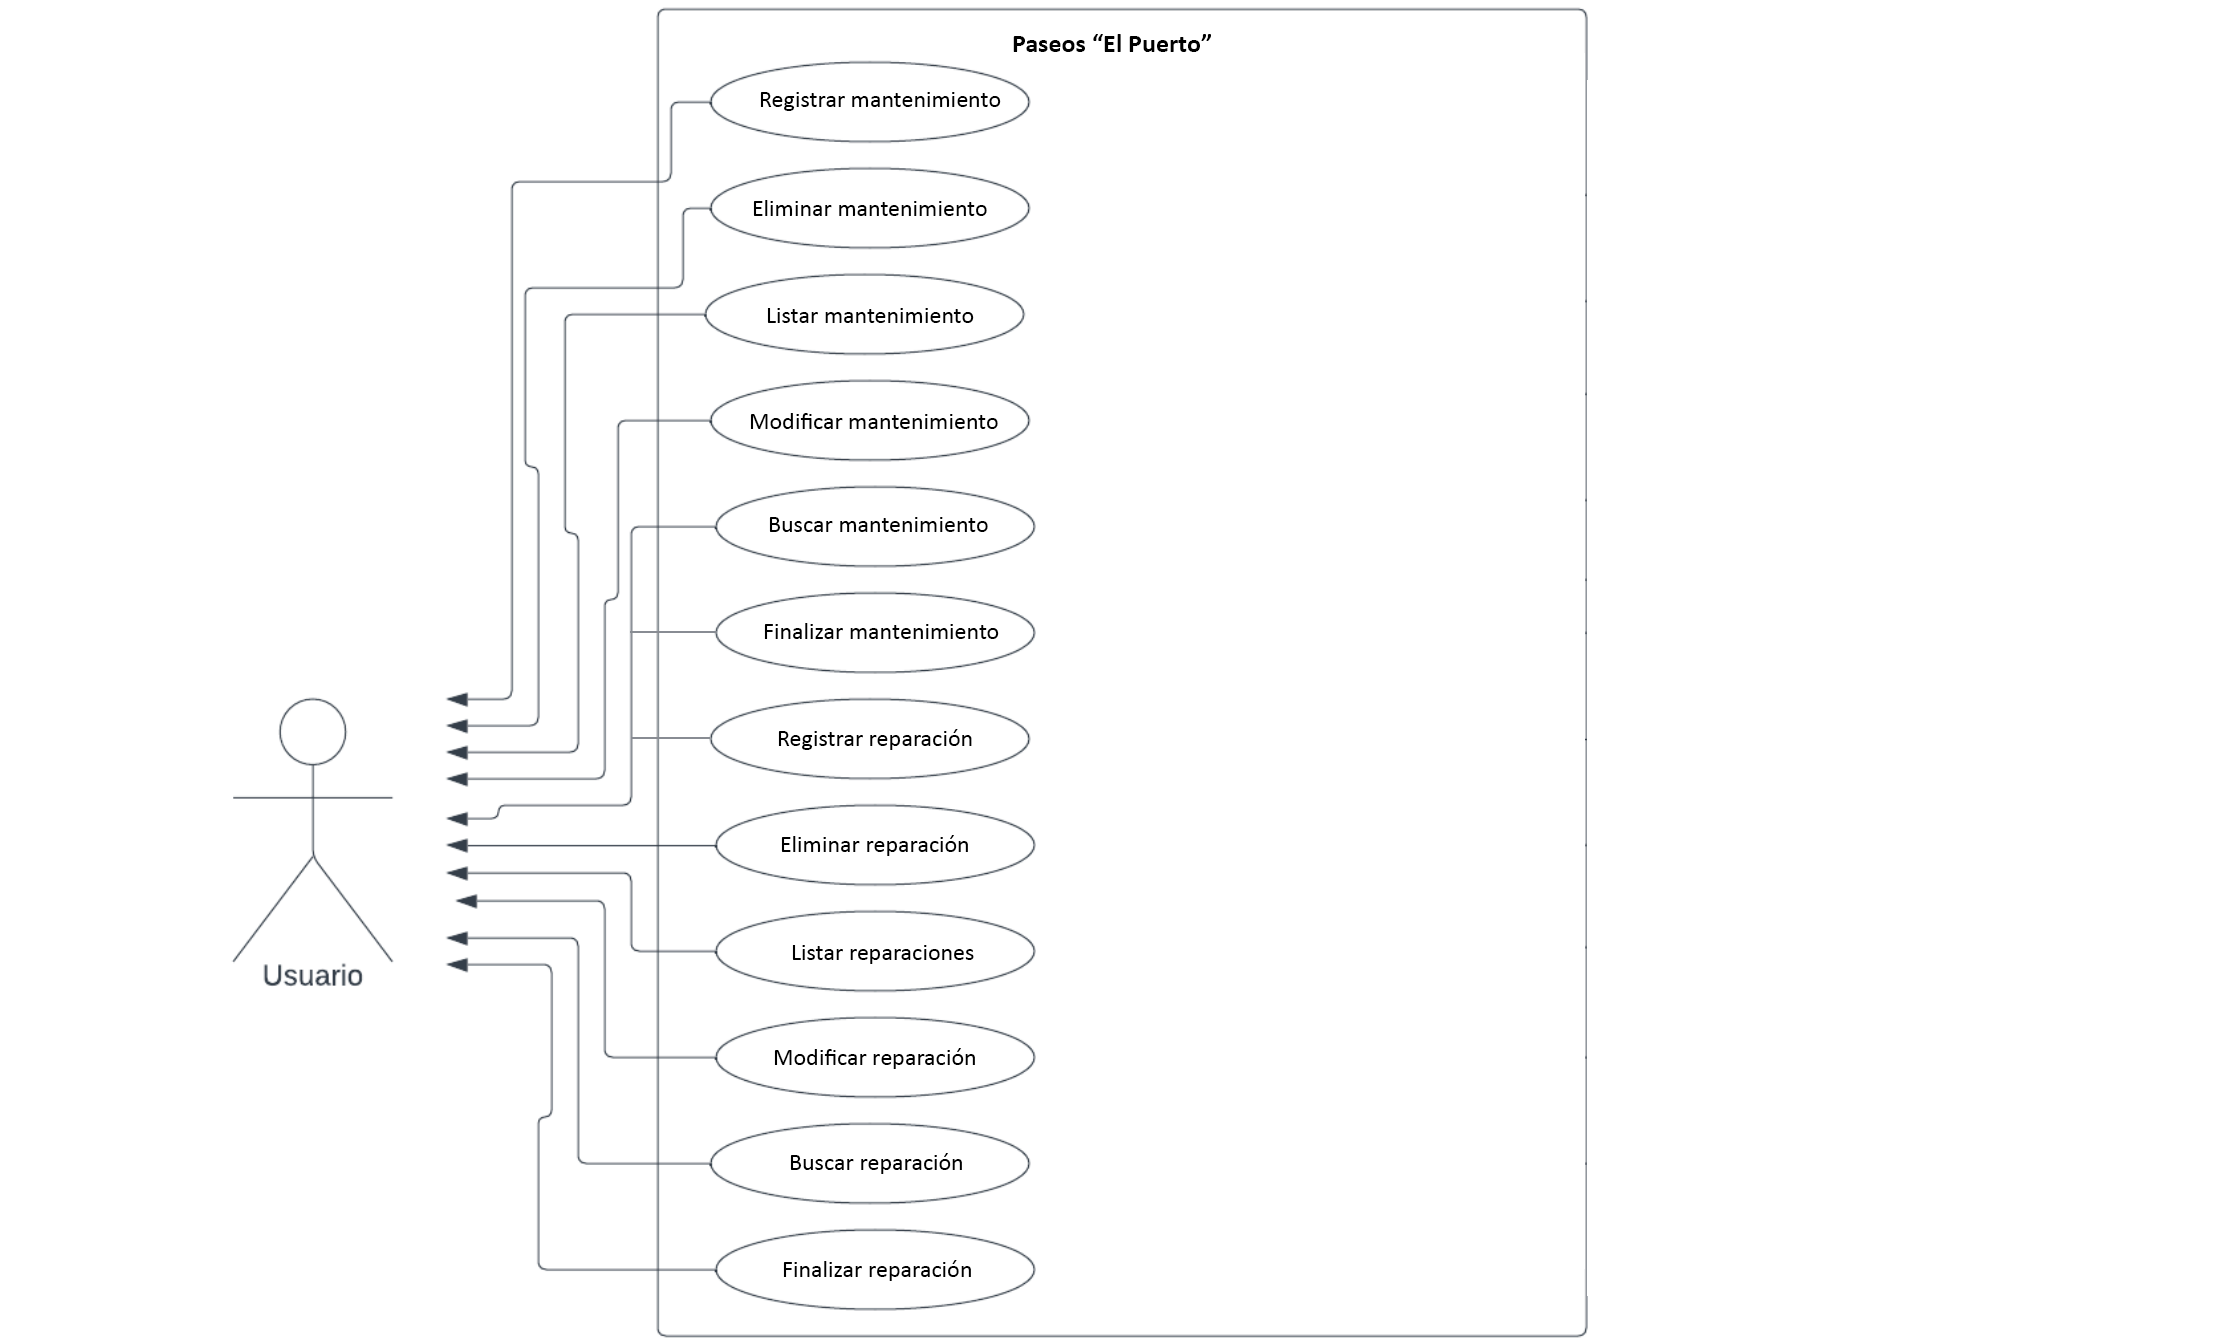 Paseos “El Puerto”
Registrar mantenimiento
Eliminar mantenimiento
Listar mantenimiento
Modificar mantenimiento
Buscar mantenimiento
Finalizar mantenimiento
Registrar reparación
Eliminar reparación
Listar reparaciones
Modificar reparación
Buscar reparación
Finalizar reparación
Usuario